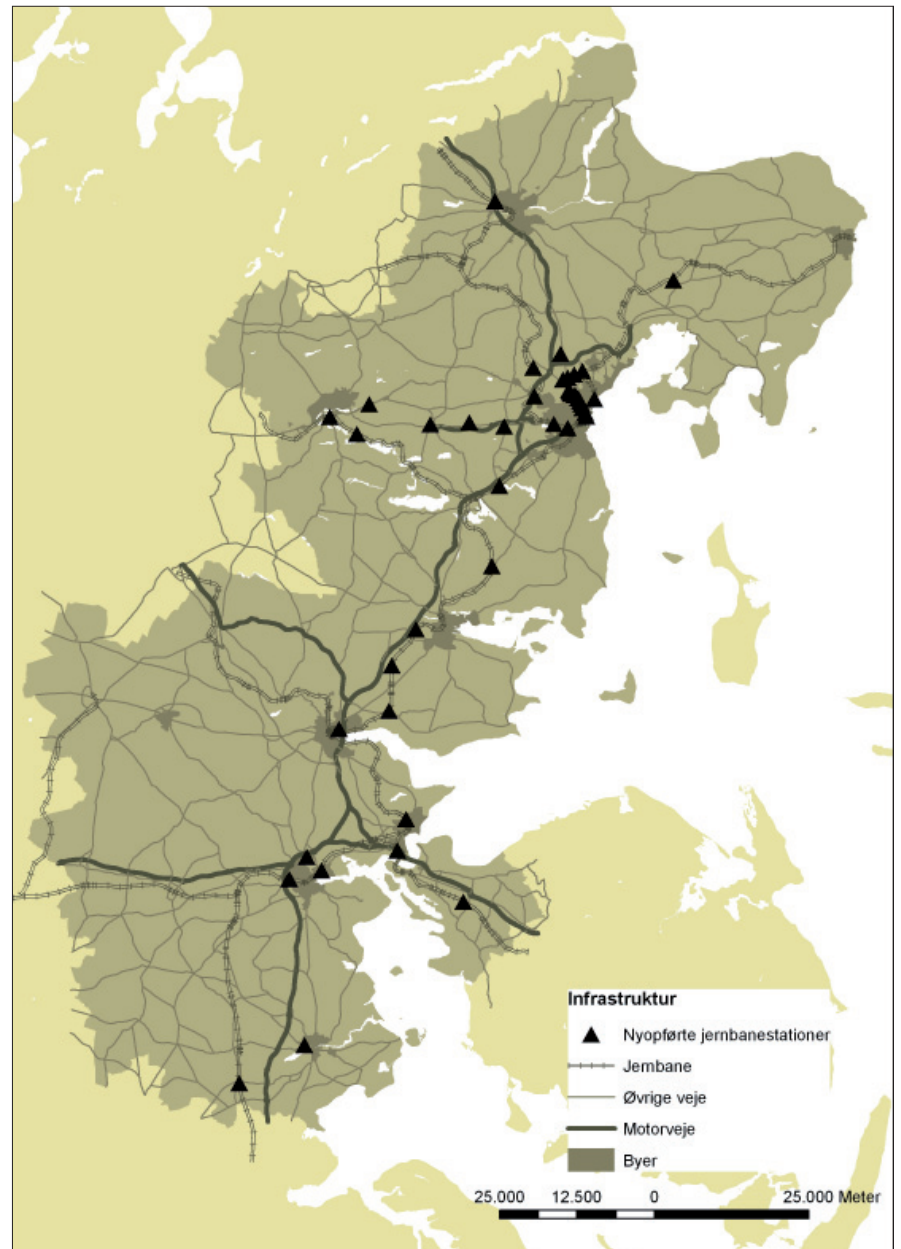 Infrastruktur
Nyopførte jernbanestationer
Jernbane
Øvrige veje
Motorveje
Byer
25.000 12.500 0 25.000 Meter